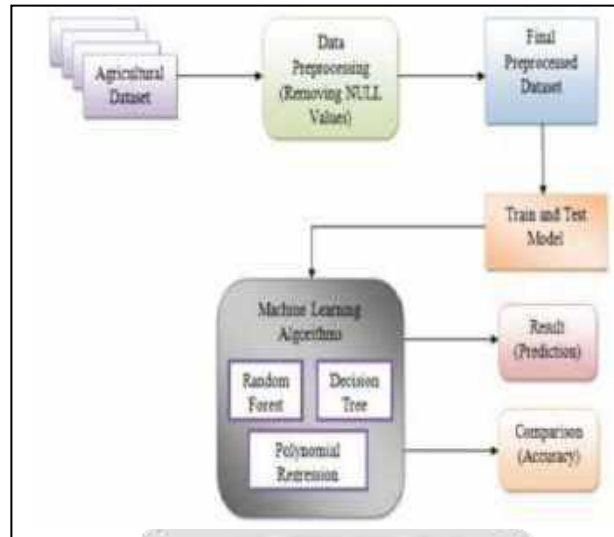 Agricultural
Dataset
Data
Preprocessing
(Removing NULL
Values)
Final
Preprocessed
Dataset
Train and Test
Model
Machine Learning
Algorithms
Random
Forest
Decision
Tree
Polynomial
Regression
Result
(Prediction)
Comparison
(Accuracy)